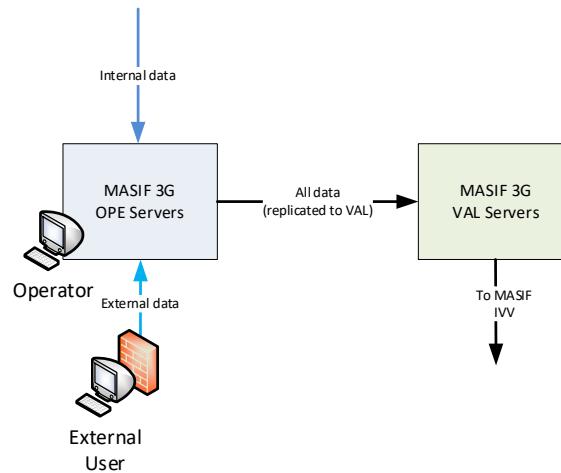 Internal data
MASIF 3G
OPE Servers
All data
(replicated to VAL)
MASIF 3G
VAL Servers
Operator
External data
To MASIF
IVV
External
User